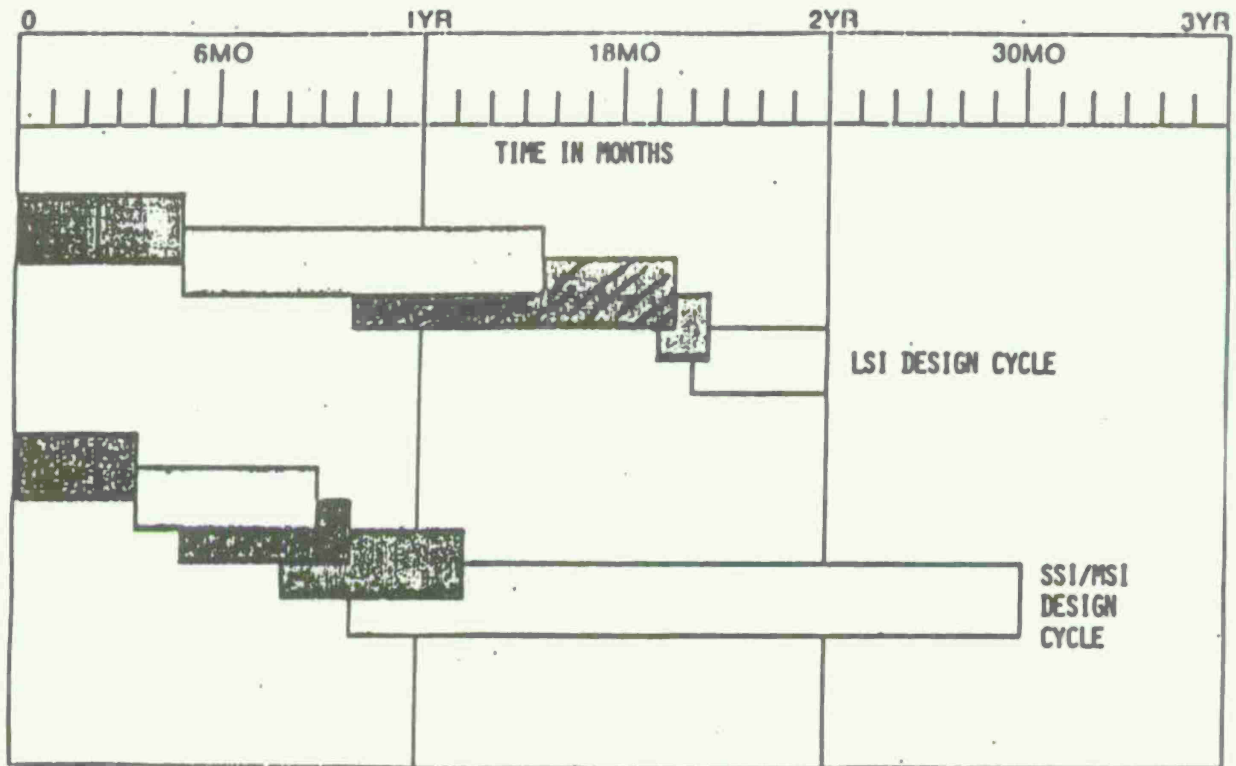 0 1YR 2YR 3YR
6MO 18MO 30MO
TIME IN MONTHS
LSI DESIGN CYCLE
SSI/MSI
DESIGN
CYCLE